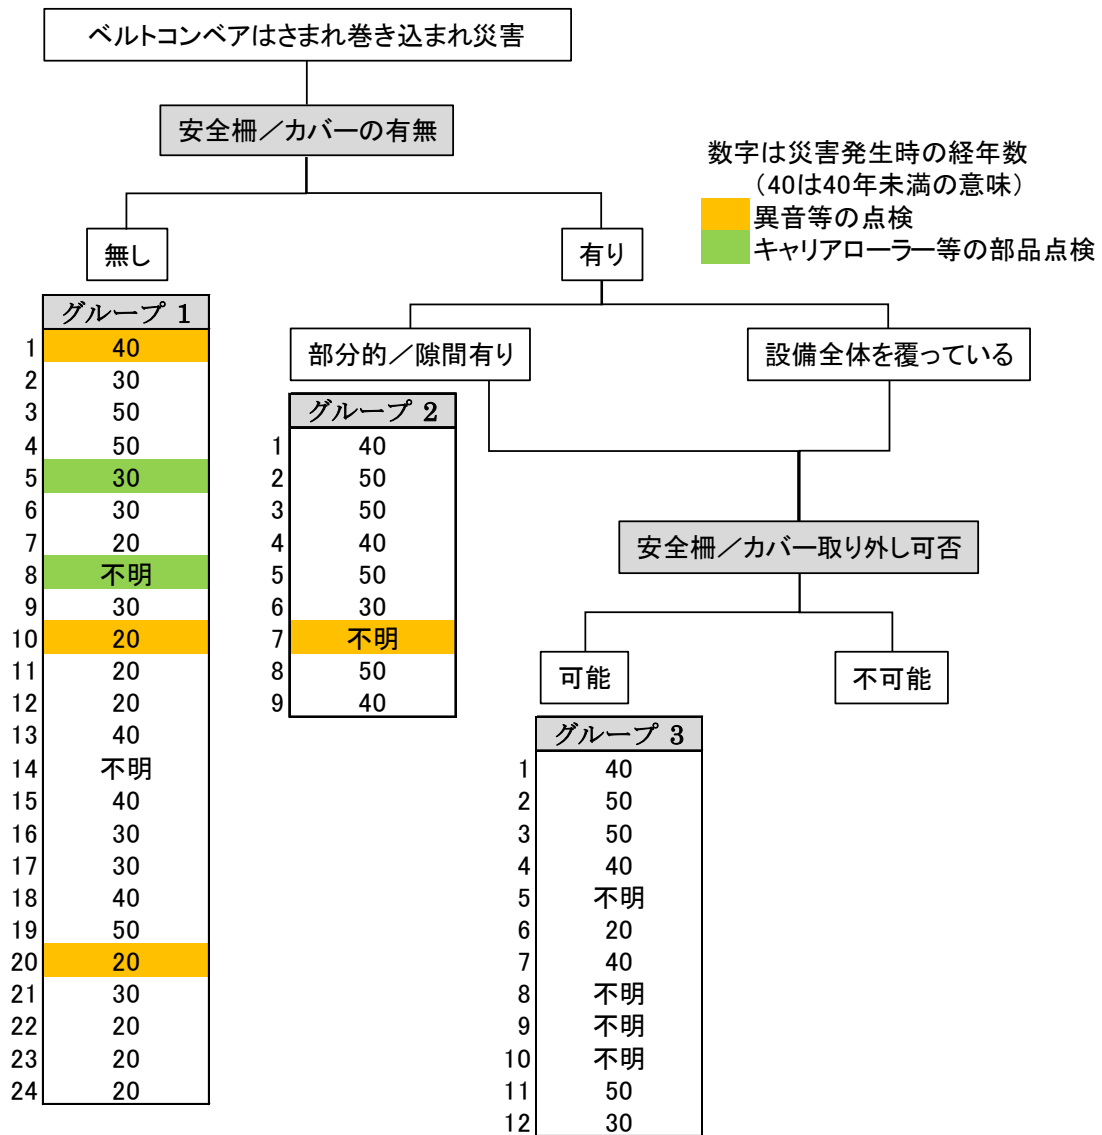 ベルトコンベアはさまれ巻き込まれ災害
安全柵／カバーの有無
数字は災害発生時の経年数
（40は40年未満の意味）
異音等の点検
キャリアローラー等の部品点検
無し
有り
部分的／隙間有り
設備全体を覆っている
グループ 1
1 40
2 30
3 50
4 50
5 30
6 30
7 20
8 不明
9 30
10 20
11 20
12 20
13 40
14 不明
15 40
16 30
17 30
18 40
19 50
20 20
21 30
22 20
23 20
24 20
グループ 2
1 40
2 50
3 50
4 40
5 50
6 30
7 不明
8 50
9 40
安全柵／カバー取り外し可否
可能
不可能
グループ 3
1 40
2 50
3 50
4 40
5 不明
6 20
7 40
8 不明
9 不明
10 不明
11 50
12 30